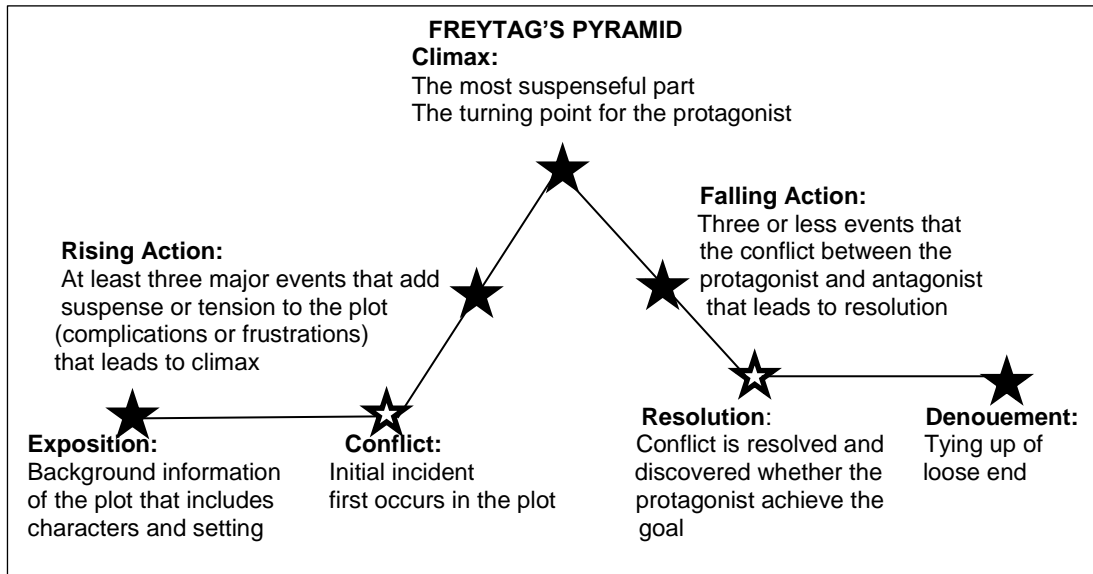 FREYTAG’S PYRAMID
Climax:
The most suspenseful part
The turning point for the protagonist
Rising Action:
At least three major events that add
suspense or tension to the plot
(complications or frustrations)
that leads to climax
Falling Action:
Three or less events that
the conflict between the
protagonist and antagonist
that leads to resolution
Exposition:
Background information
of the plot that includes
characters and setting
Conflict:
Initial incident
first occurs in the plot
Resolution:
Conflict is resolved and
discovered whether the
protagonist achieve the
goal
Denouement:
Tying up of
loose end